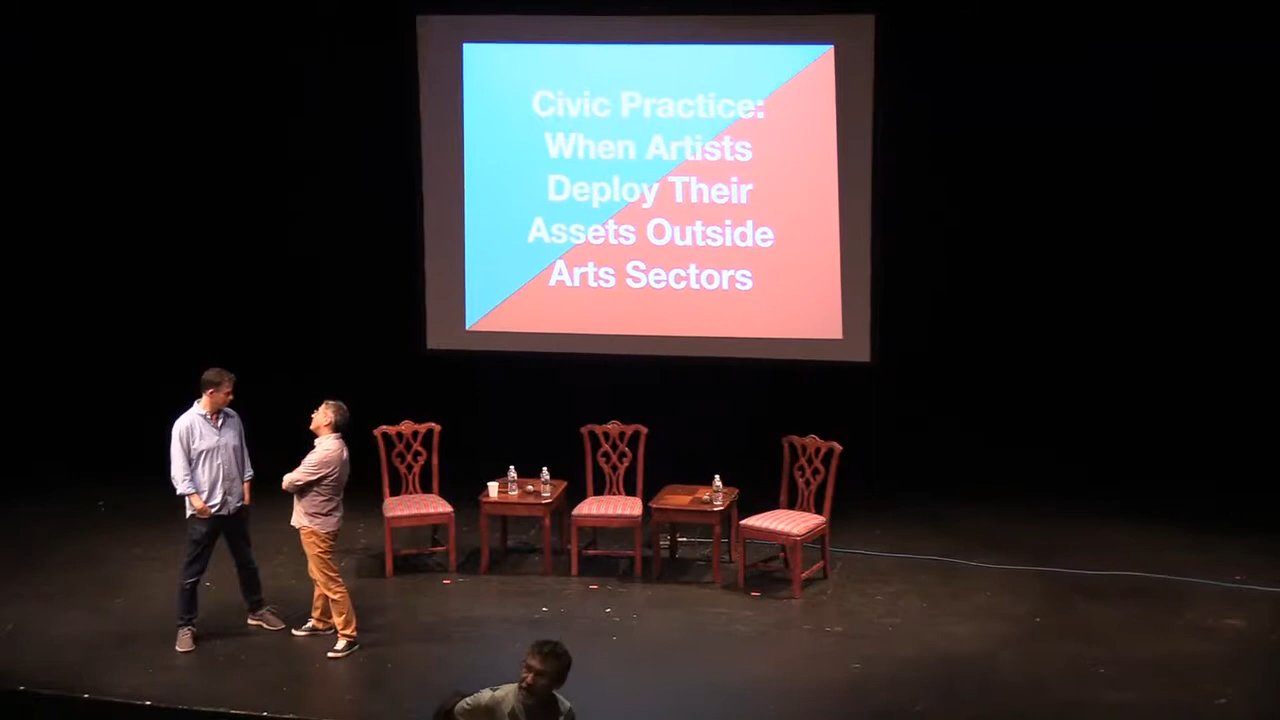 Civic Practice:
When Artists
Deploy Their
Assets Outside
Arts Sectors